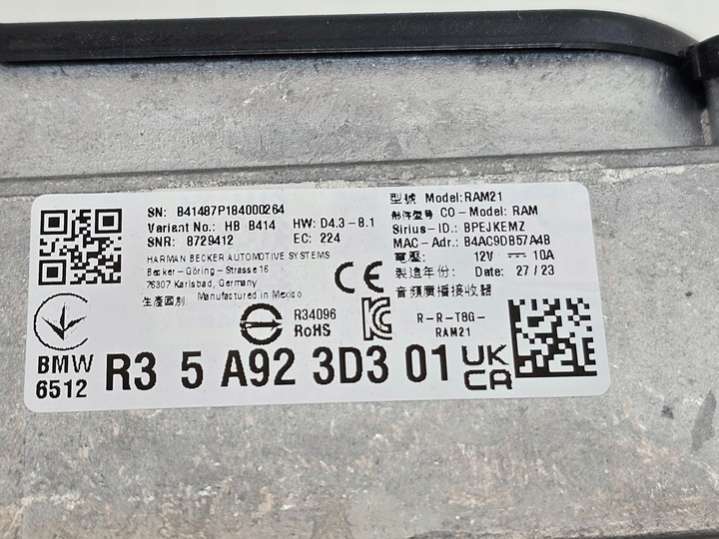 SN: B41487P184000264
Variant No.: HB B414 HW: D4.3-8.1
SNR: 8729412 EC: 224
HARMAN BECKER AUTOMOTIVE SYSTEMS
Becker-Göring-Strasse 16
76307 Karlsbad, Germany
生產國別 Manufactured in Mexico
型號 Model: RAM21
部件型號 CO-Model: RAM
Sirius-ID.: BPEJKEMZ
MAC-Adr.: B4AC9DB57A4B
電壓: 12V 10A
製造年份: Date: 27/23
音頻廣播接收器
CE
R34096
RoHS
R-R-T8G-
RAM21
BMW
6512
R3 5 A92 3D3 01
UK
CA